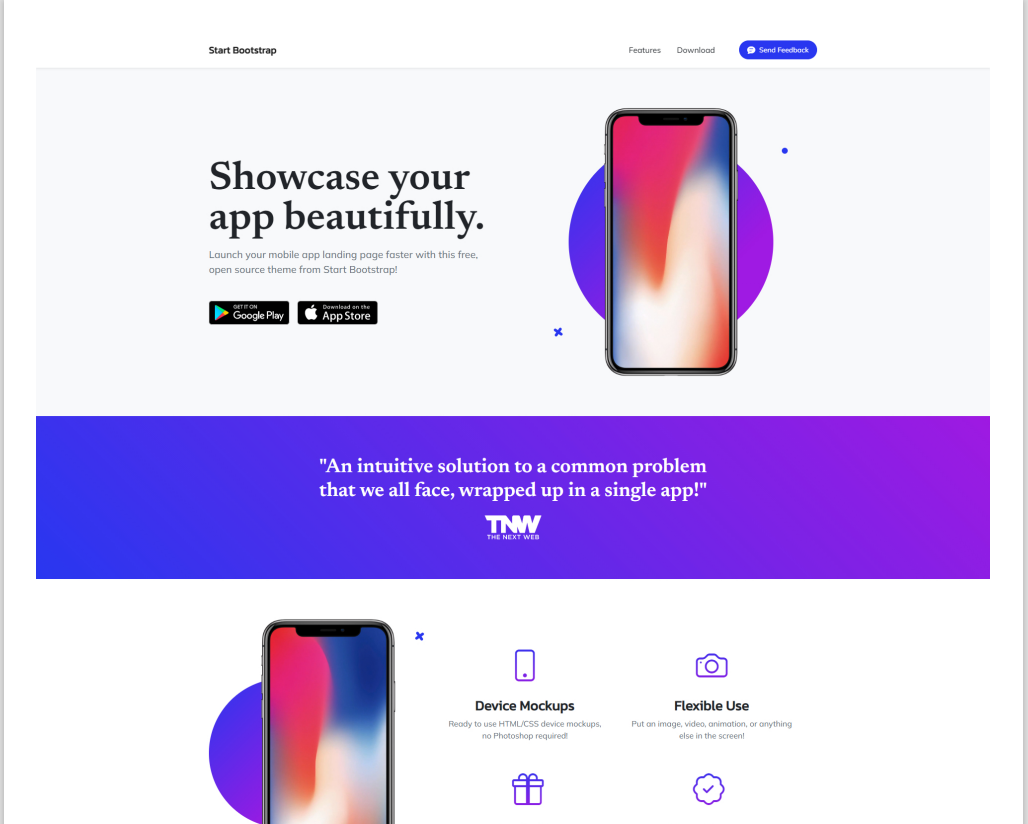 Start Bootstrap
Features
Download
Send Feedback
Showcase your
app beautifully.
Launch your mobile app landing page faster with this free,
open source theme from Start Bootstrap!
GET IT ON
Google Play
Download on the
App Store
"An intuitive solution to a common problem
that we all face, wrapped up in a single app!"
TNW
THE NEXT WEB
Device Mockups
Ready to use HTML/CSS device mockups,
no Photoshop required!
Flexible Use
Put an image, video, animation, or anything
else in the screen!